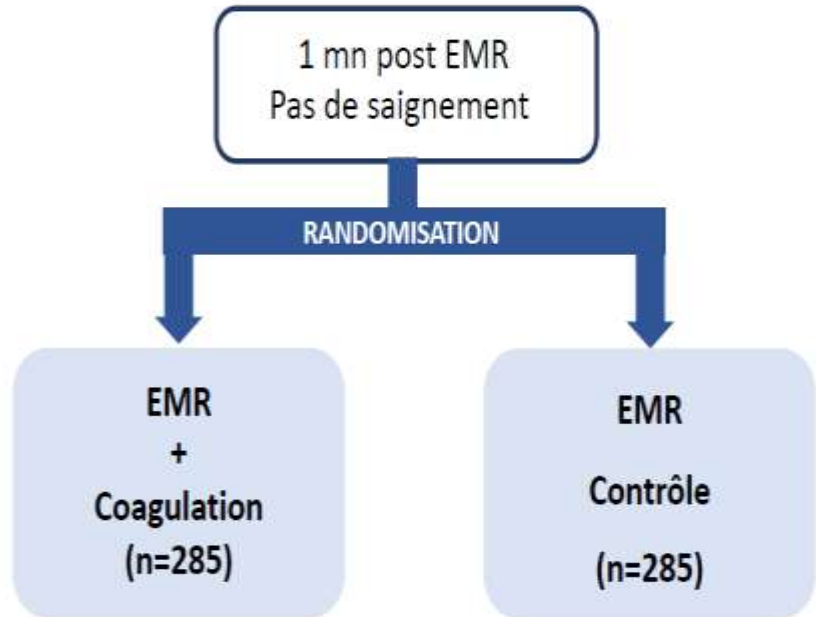 1 mn post EMR
Pas de saignement
RANDOMISATION
EMR
+
Coagulation
(n=285)
EMR
Contrôle
(n=285)